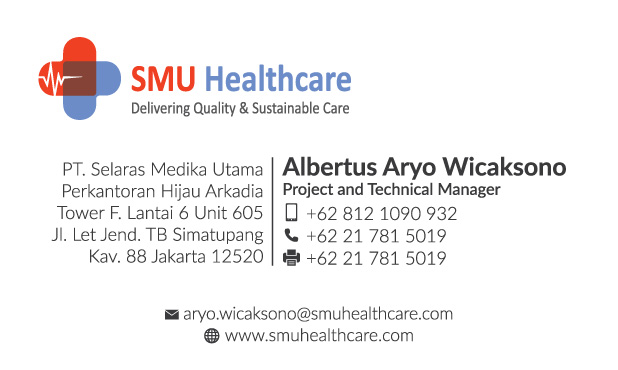 SMU Healthcare
Delivering Quality & Sustainable Care
PT. Selaras Medika Utama
Perkantoran Hijau Arkadia
Tower F. Lantai 6 Unit 605
Jl. Let Jend. TB Simatupang
Kav. 88 Jakarta 12520
Albertus Aryo Wicaksono
Project and Technical Manager
+62 812 1090 932
+62 21 781 5019
+62 21 781 5019
aryo.wicaksono@smuhealthcare.com
www.smuhealthcare.com